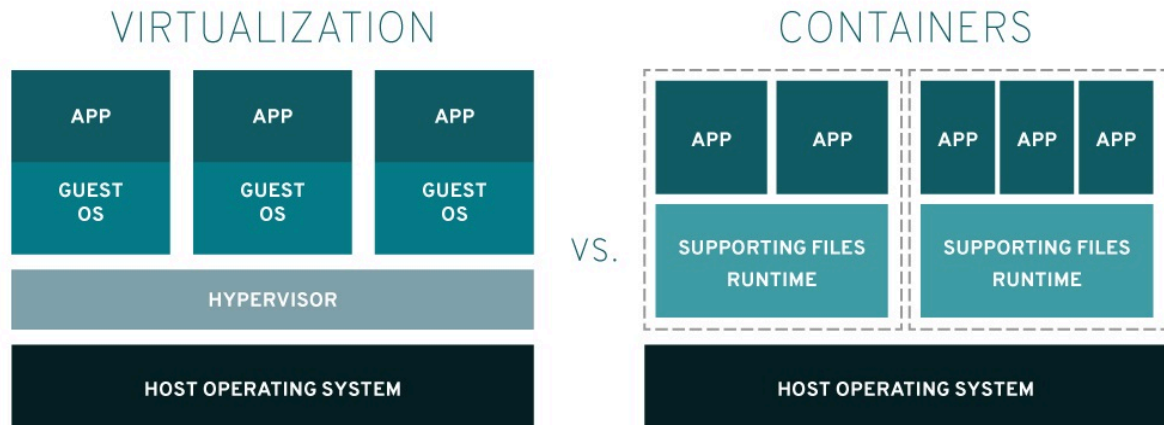 VIRTUALIZATION
APP
APP
APP
GUEST
OS
GUEST
OS
GUEST
OS
HYPERVISOR
HOST OPERATING SYSTEM
VS.
CONTAINERS
APP
APP
SUPPORTING FILES
RUNTIME
APP
APP
APP
SUPPORTING FILES
RUNTIME
HOST OPERATING SYSTEM